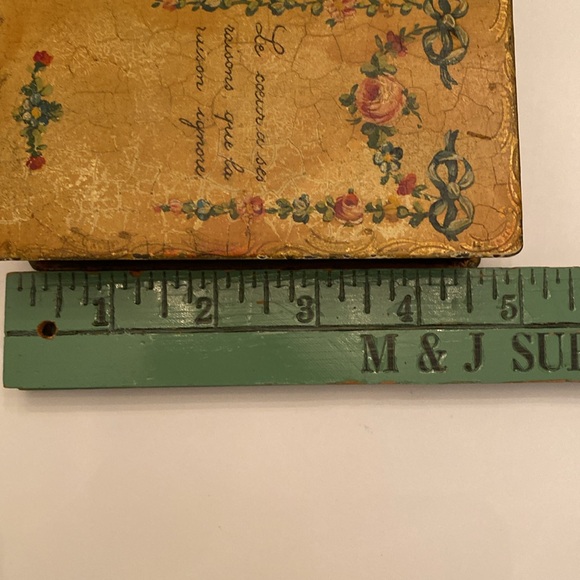 Le cœur a ses
raisons que la
raison ignore
1 2 3 4 5
M & J SU